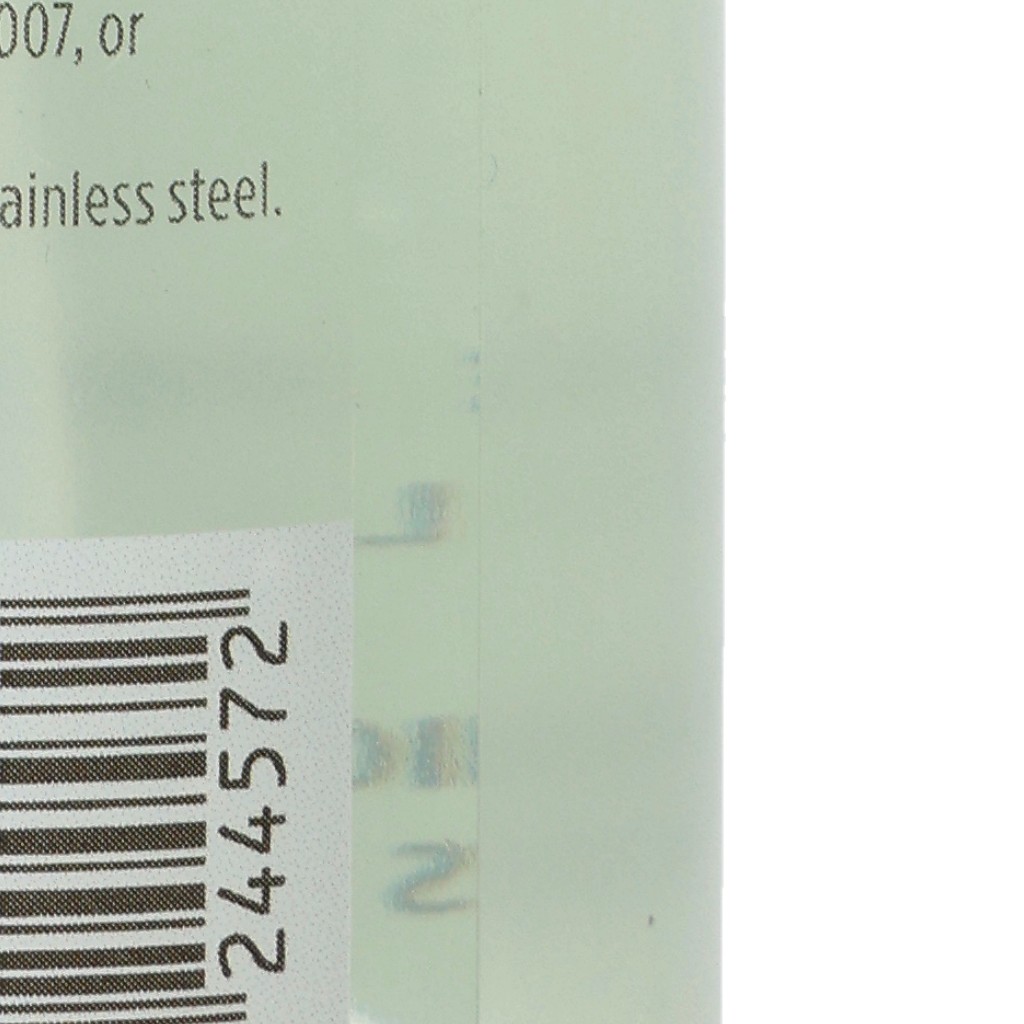 007, or
ainless steel.
244572